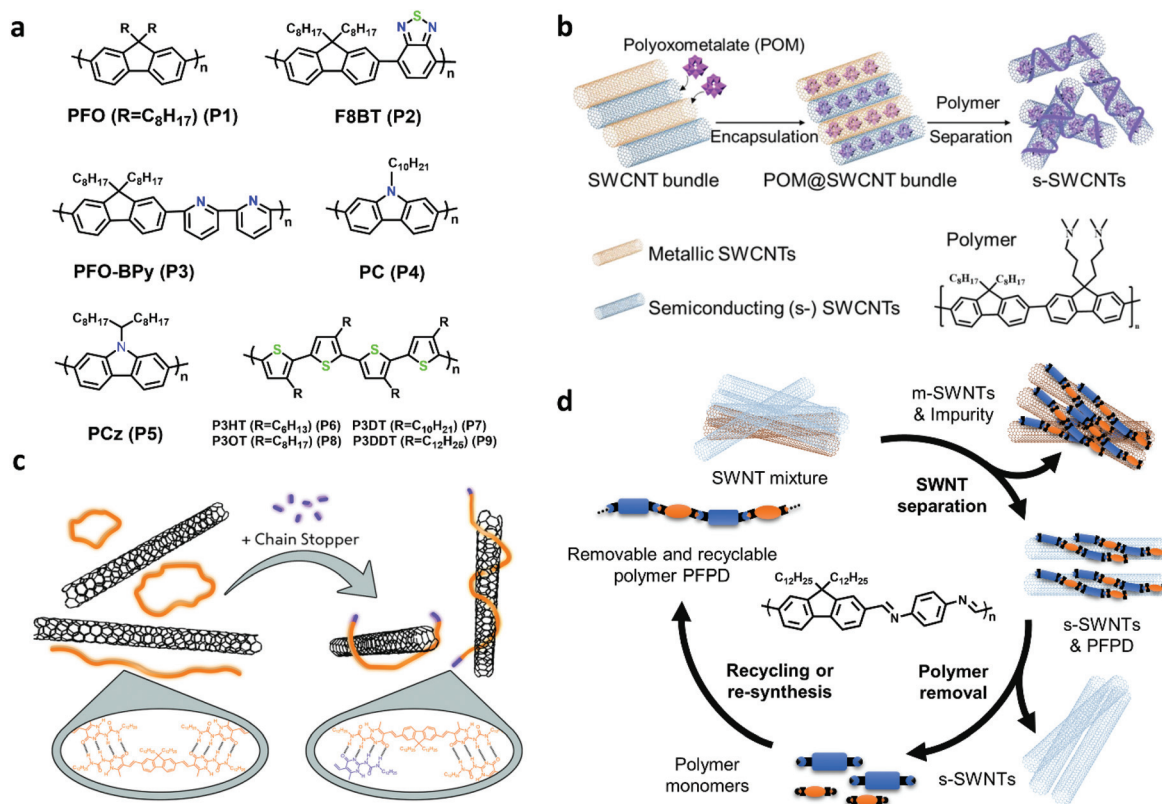 a
R R
n
PFO (R=C8H17) (P1)
C8H17 C8H17
N S N
n
F8BT (P2)
C8H17 C8H17
N N
n
PFO-BPy (P3)
C10H21
N
n
PC (P4)
C8H17 C8H17
N
n
PCz (P5)
R R
S S S S
R R
n
P3HT (R=C6H13) (P6) P3DT (R=C10H21) (P7)
P3OT (R=C8H17) (P8) P3DDT (R=C12H25) (P9)
b
Polyoxometalate (POM)
Encapsulation
Polymer
Separation
SWCNT bundle
POM@SWCNT bundle
s-SWCNTs
Metallic SWCNTs
Semiconducting (s-) SWCNTs
Polymer
N N
C8H17 C8H17
n
c
+ Chain Stopper
d
SWNT mixture
m-SWNTs
& Impurity
SWNT
separation
Removable and recyclable
polymer PFPD
C12H25 C12H25
N N
n
s-SWNTs
& PFPD
Recycling or
re-synthesis
Polymer
removal
Polymer
monomers
s-SWNTs